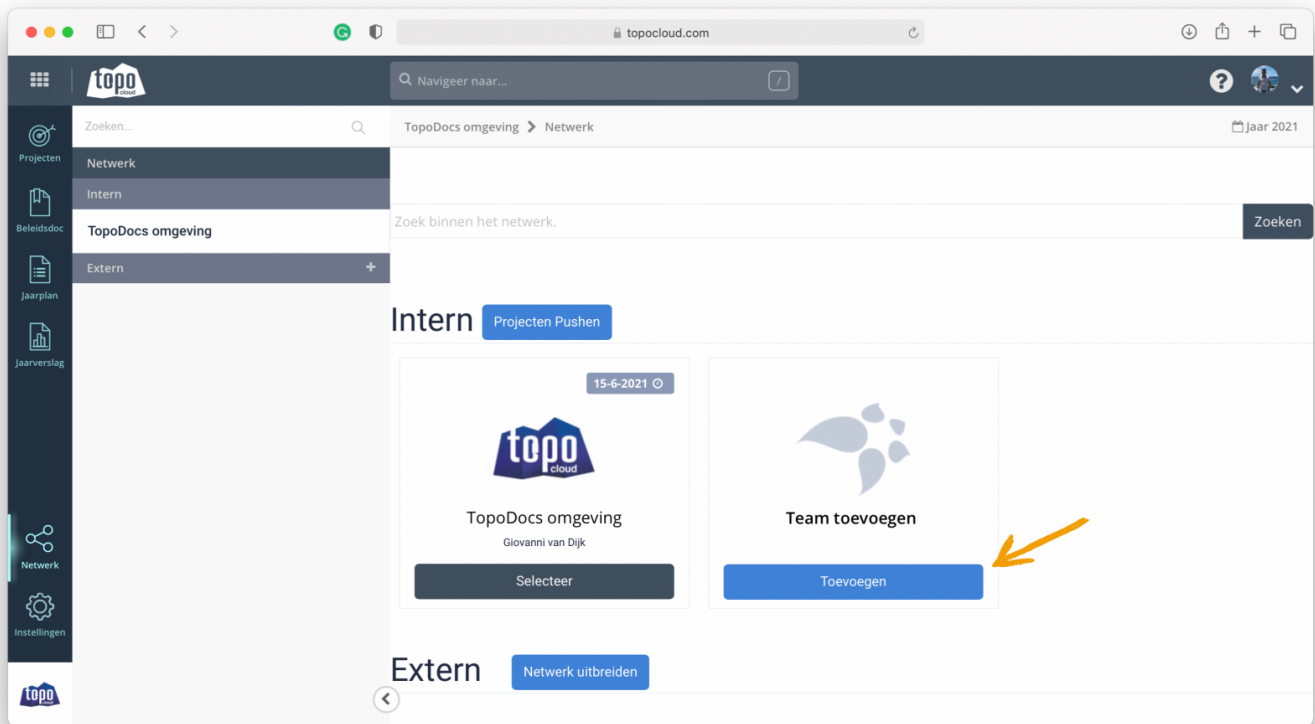 topocloud.com
topo
cloud
Navigeer naar...
/
?
Zoeken...
TopoDocs omgeving > Netwerk
Jaar 2021
Projecten
Beleidsdoc
Jaarplan
Jaarverslag
Netwerk
Instellingen
topo
cloud
Netwerk
Intern
TopoDocs omgeving
Extern +
Zoek binnen het netwerk.
Zoeken
Intern
Projecten Pushen
15-6-2021
topo
cloud
TopoDocs omgeving
Giovanni van Dijk
Selecteer
Team toevoegen
Toevoegen
Extern
Netwerk uitbreiden